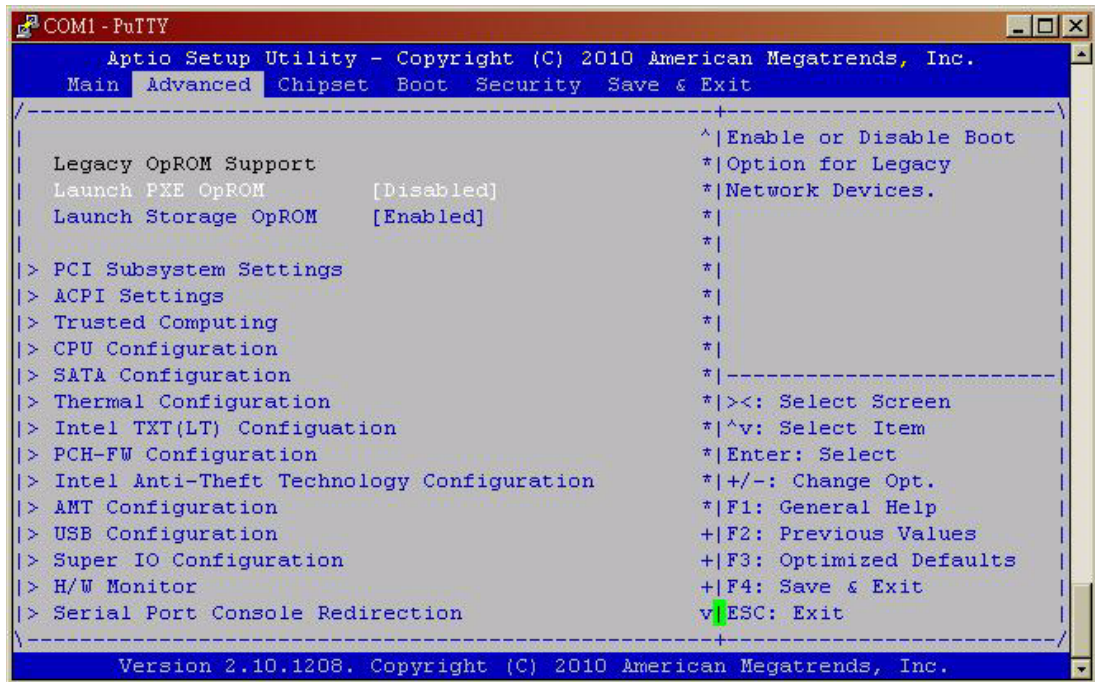 COM1 - PuTTY
Aptio Setup Utility - Copyright (C) 2010 American Megatrends, Inc.
Main Advanced Chipset Boot Security Save & Exit
/----------------------------------------------------+-------------------------\
| ^|Enable or Disable Boot |
| Legacy OpROM Support *|Option for Legacy |
| Launch PXE OpROM [Disabled] *|Network Devices. |
| Launch Storage OpROM [Enabled] *| |
| *| |
|> PCI Subsystem Settings *| |
|> ACPI Settings *| |
|> Trusted Computing *| |
|> CPU Configuration *| |
|> SATA Configuration *|-------------------------|
|> Thermal Configuration *|><: Select Screen |
|> Intel TXT(LT) Configuation *|^v: Select Item |
|> PCH-FW Configuration *|Enter: Select |
|> Intel Anti-Theft Technology Configuration *|+/-: Change Opt. |
|> AMT Configuration *|F1: General Help |
|> USB Configuration +|F2: Previous Values |
|> Super IO Configuration +|F3: Optimized Defaults |
|> H/W Monitor +|F4: Save & Exit |
|> Serial Port Console Redirection v|ESC: Exit |
\----------------------------------------------------+-------------------------/
Version 2.10.1208. Copyright (C) 2010 American Megatrends, Inc.